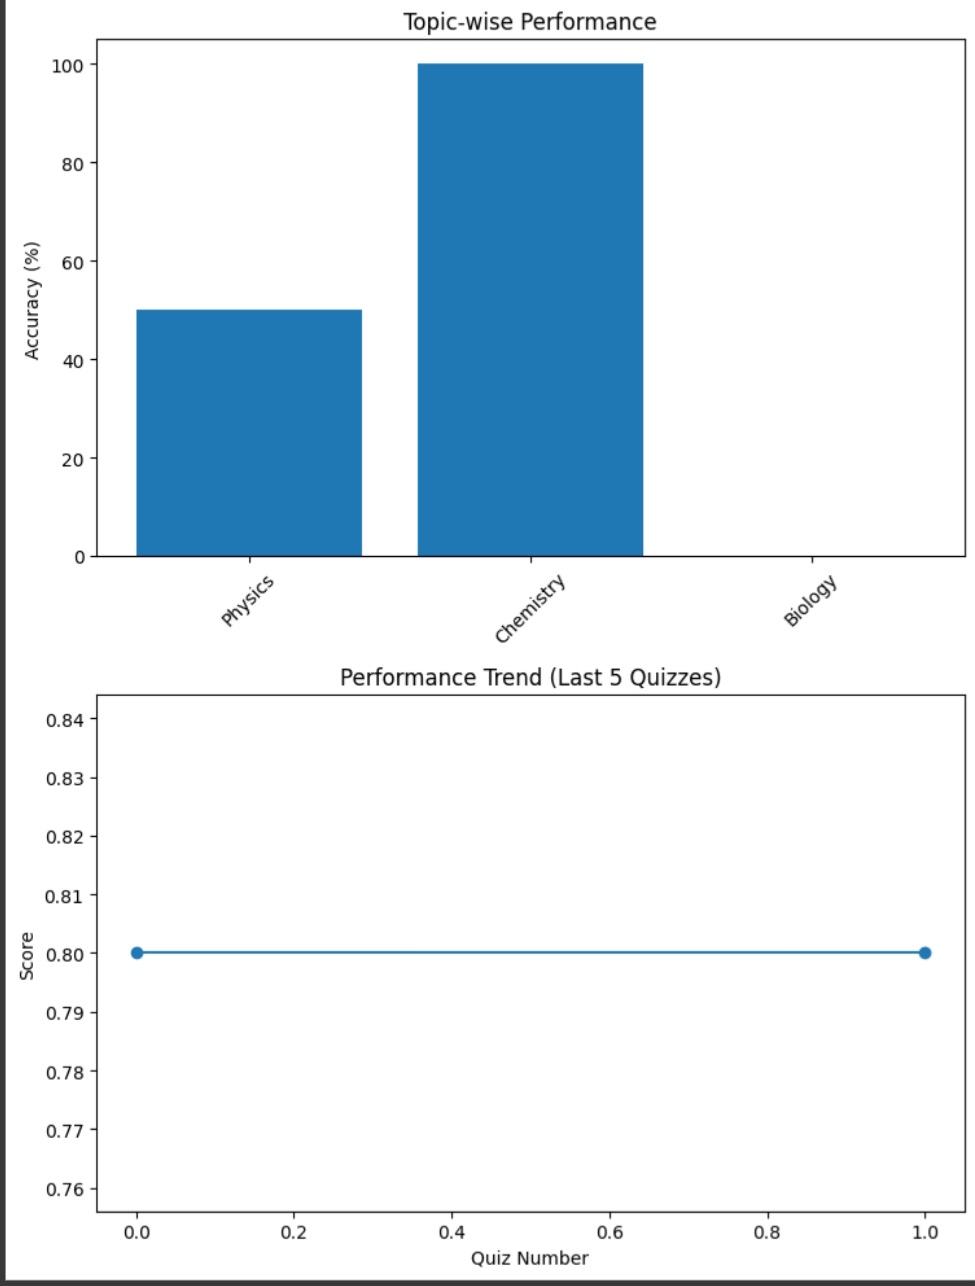 Topic-wise Performance
100
80
60
40
20
0
Accuracy (%)
Physics
Chemistry
Biology
Performance Trend (Last 5 Quizzes)
0.84
0.83
0.82
0.81
0.80
0.79
0.78
0.77
0.76
Score
0.0 0.2 0.4 0.6 0.8 1.0
Quiz Number